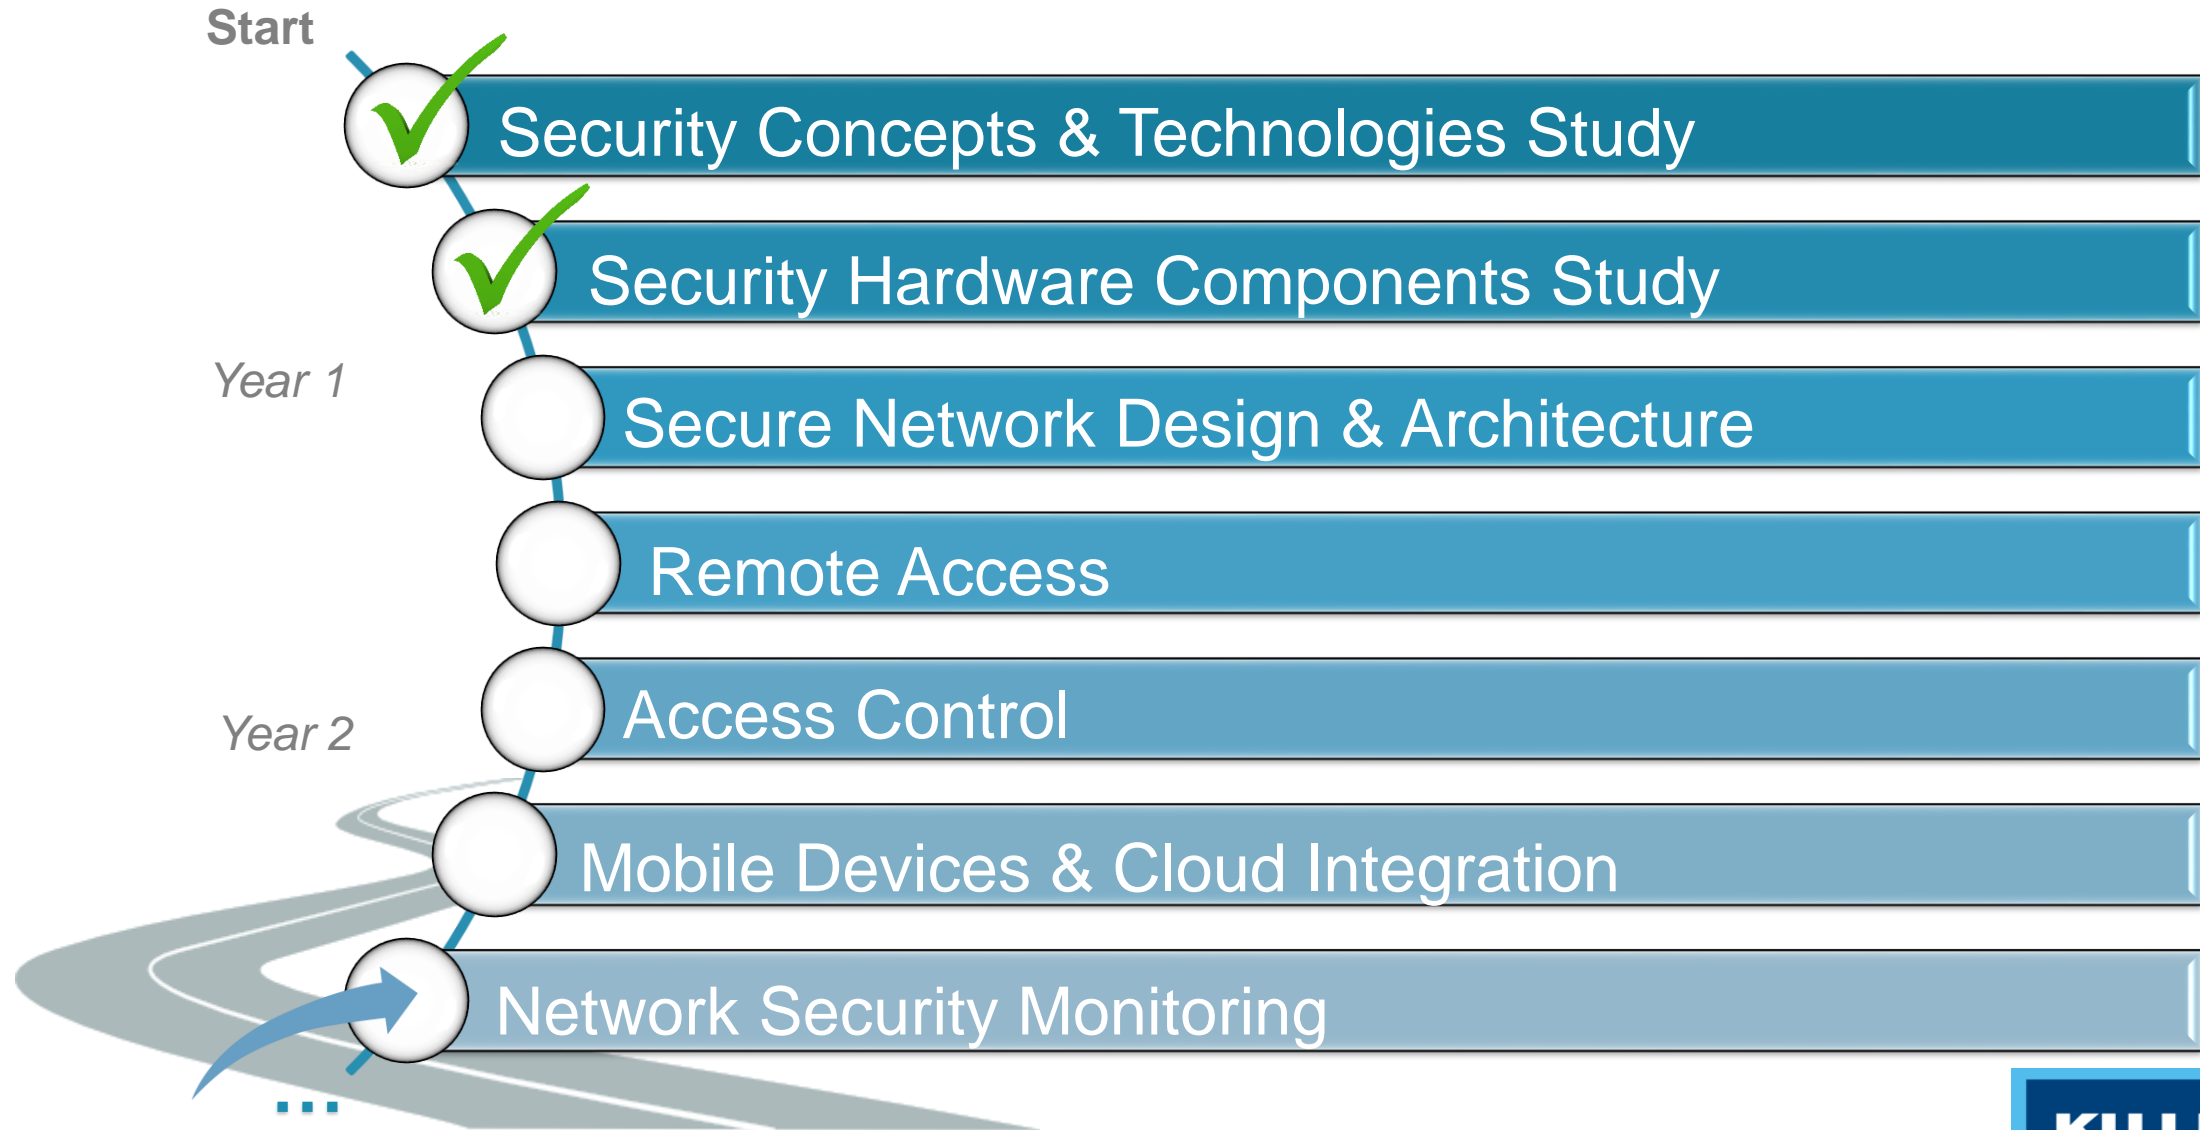 Start
Security Concepts & Technologies Study
Security Hardware Components Study
Year 1
Secure Network Design & Architecture
Remote Access
Access Control
Year 2
Mobile Devices & Cloud Integration
Network Security Monitoring
...